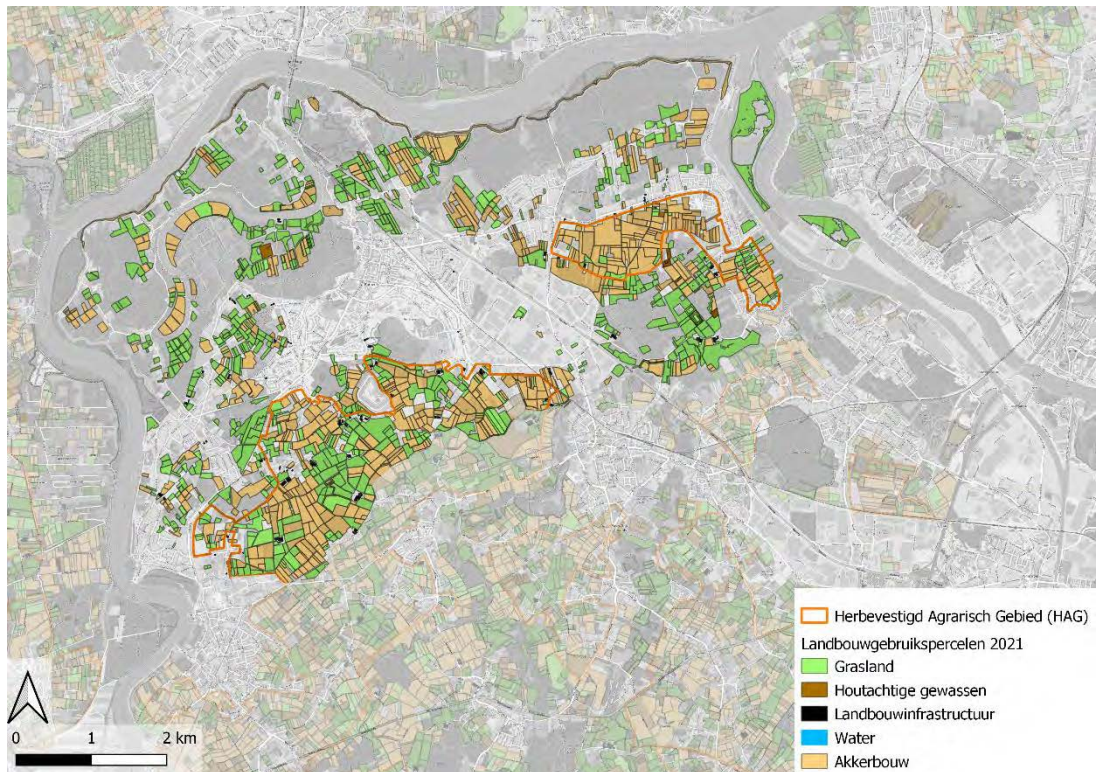 Herbevestigd Agrarisch Gebied (HAG)
Landbouwgebruikspercelen 2021
Grasland
Houtachtige gewassen
Landbouwinfrastructuur
Water
Akkerbouw
0 1 2 km